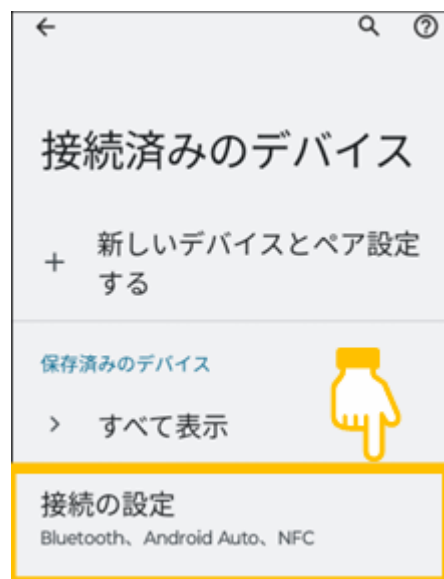 接続済みのデバイス
新しいデバイスとペア設定
する
保存済みのデバイス
すべて表示
接続の設定
Bluetooth、Android Auto、NFC